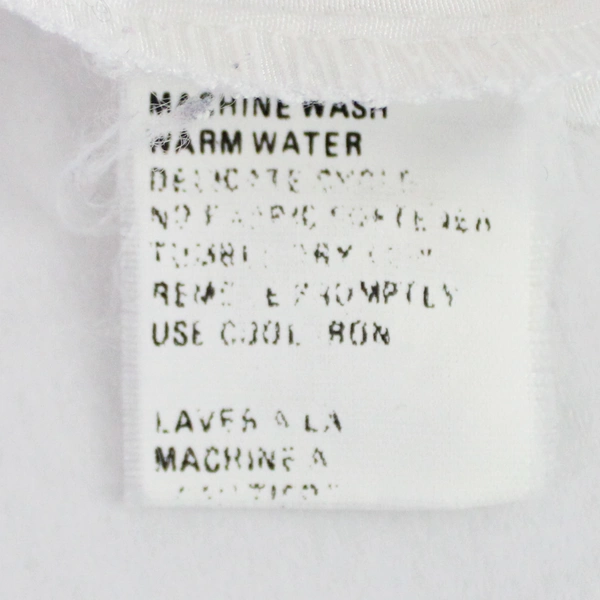 MACHINE WASH
WARM WATER
DELICATE CYCLE
NO FABRIC SOFTENER
TUMBLE DRY LOW
REMOVE PROMPTLY
USE COOL IRON
LAVES A LA
MACHINE A